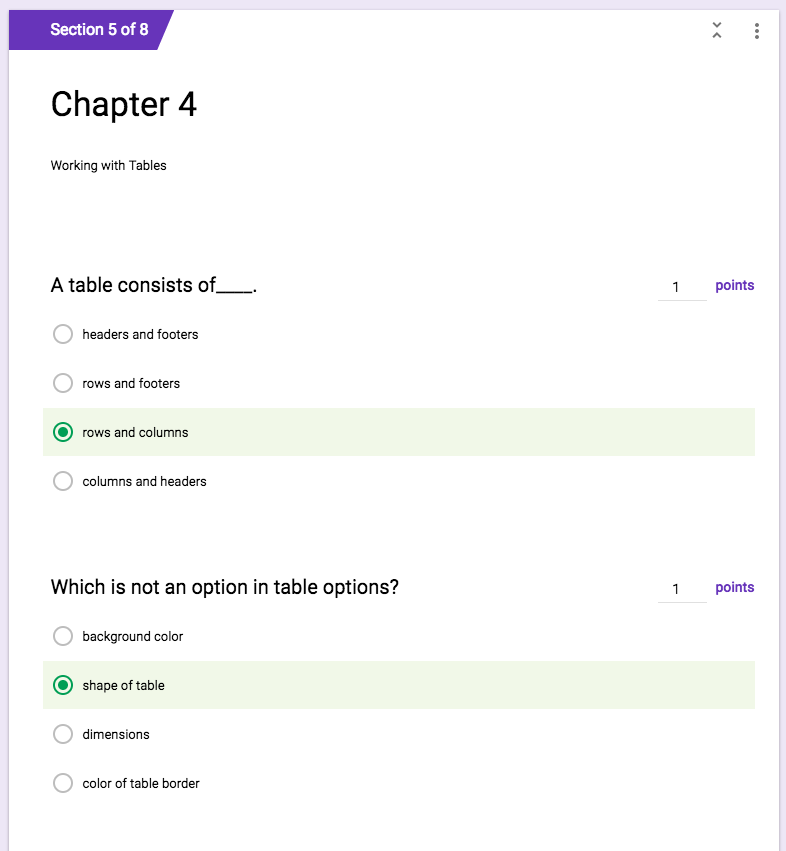 Section 5 of 8
Chapter 4
Working with Tables
A table consists of____.
1 points
headers and footers
rows and footers
rows and columns
columns and headers
Which is not an option in table options?
1 points
background color
shape of table
dimensions
color of table border